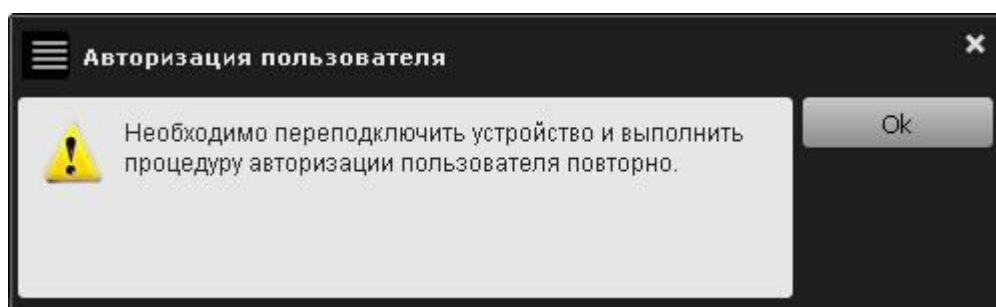 Авторизация пользователя
Необходимо переподключить устройство и выполнить
процедуру авторизации пользователя повторно.
Ok